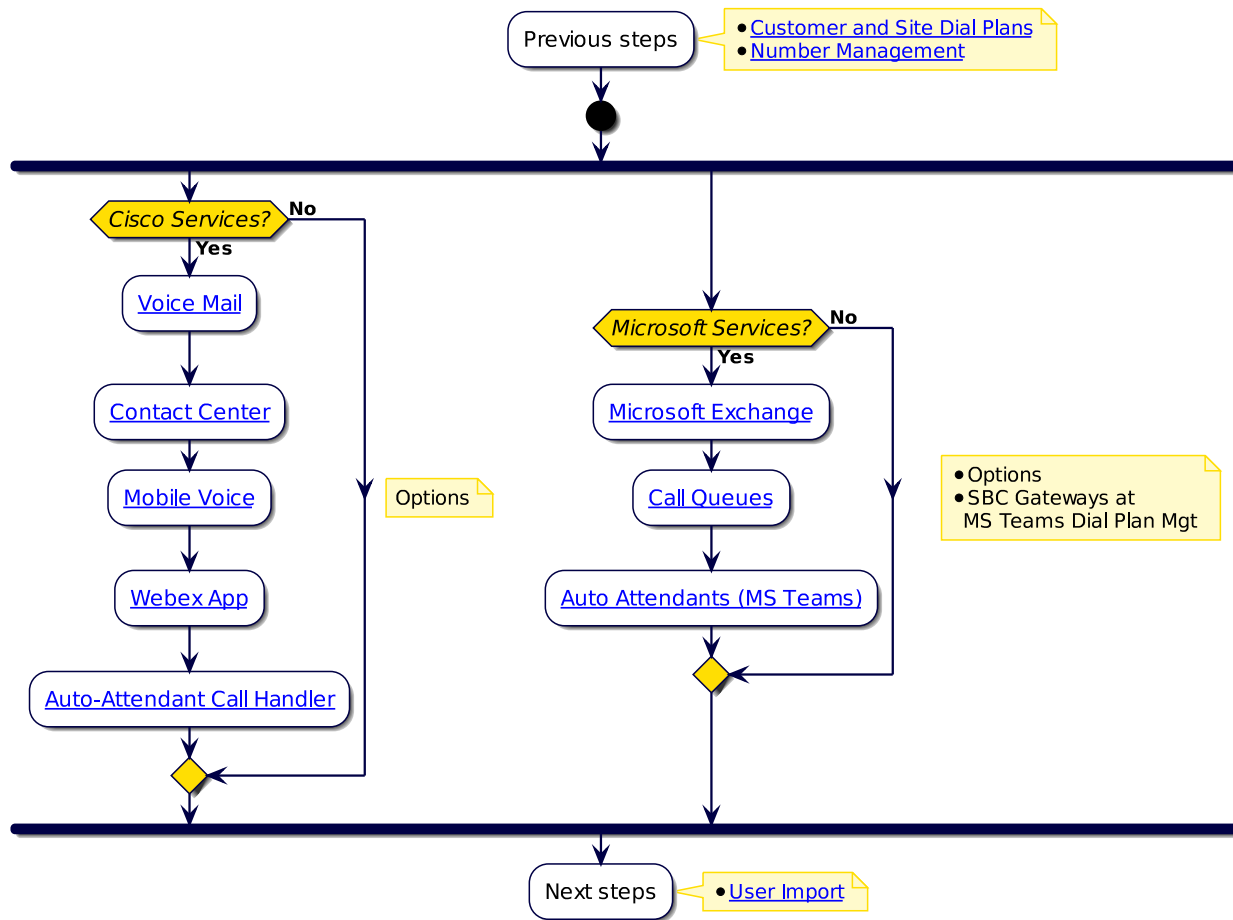 Previous steps
•Customer and Site Dial Plans
•Number Management
Cisco Services?
No
Yes
Voice Mail
Contact Center
Mobile Voice
Webex App
Auto-Attendant Call Handler
Options
Microsoft Services?
No
Yes
Microsoft Exchange
Call Queues
Auto Attendants (MS Teams)
•Options
•SBC Gateways at
MS Teams Dial Plan Mgt
Next steps
•User Import